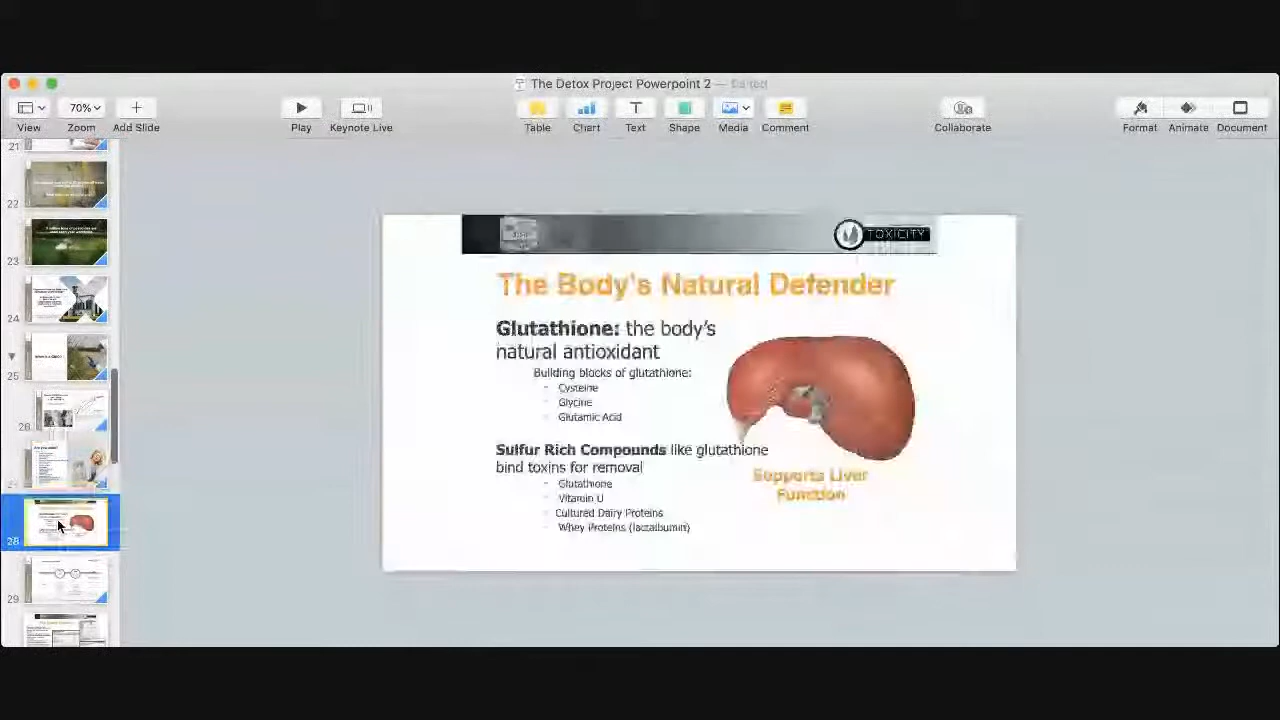 The Detox Project Powerpoint 2 — Edited
70%
View
Zoom
Add Slide
Play
Keynote Live
Table
Chart
Text
Shape
Media
Comment
Collaborate
Format
Animate
Document
21
22
23
24
25
28
29
TOXICITY
The Body's Natural Defender
Glutathione: the body's
natural antioxidant
Building blocks of glutathione:
- Cysteine
- Glycine
- Glutamic Acid
Sulfur Rich Compounds like glutathione
bind toxins for removal
- Glutathione
- Vitamin U
- Cultured Dairy Proteins
- Whey Proteins (lactalbumin)
Supports Liver
Function